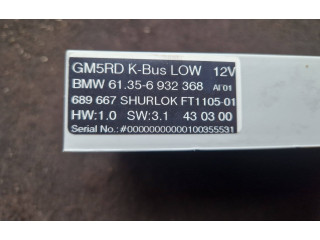 GM5RD K-Bus LOW 12V
BMW 61.35-6 932 368 AI 01
689 667 SHURLOK FT1105-01
HW:1.0 SW:3.1 43 03 00
Serial No.: #00000000000100355531